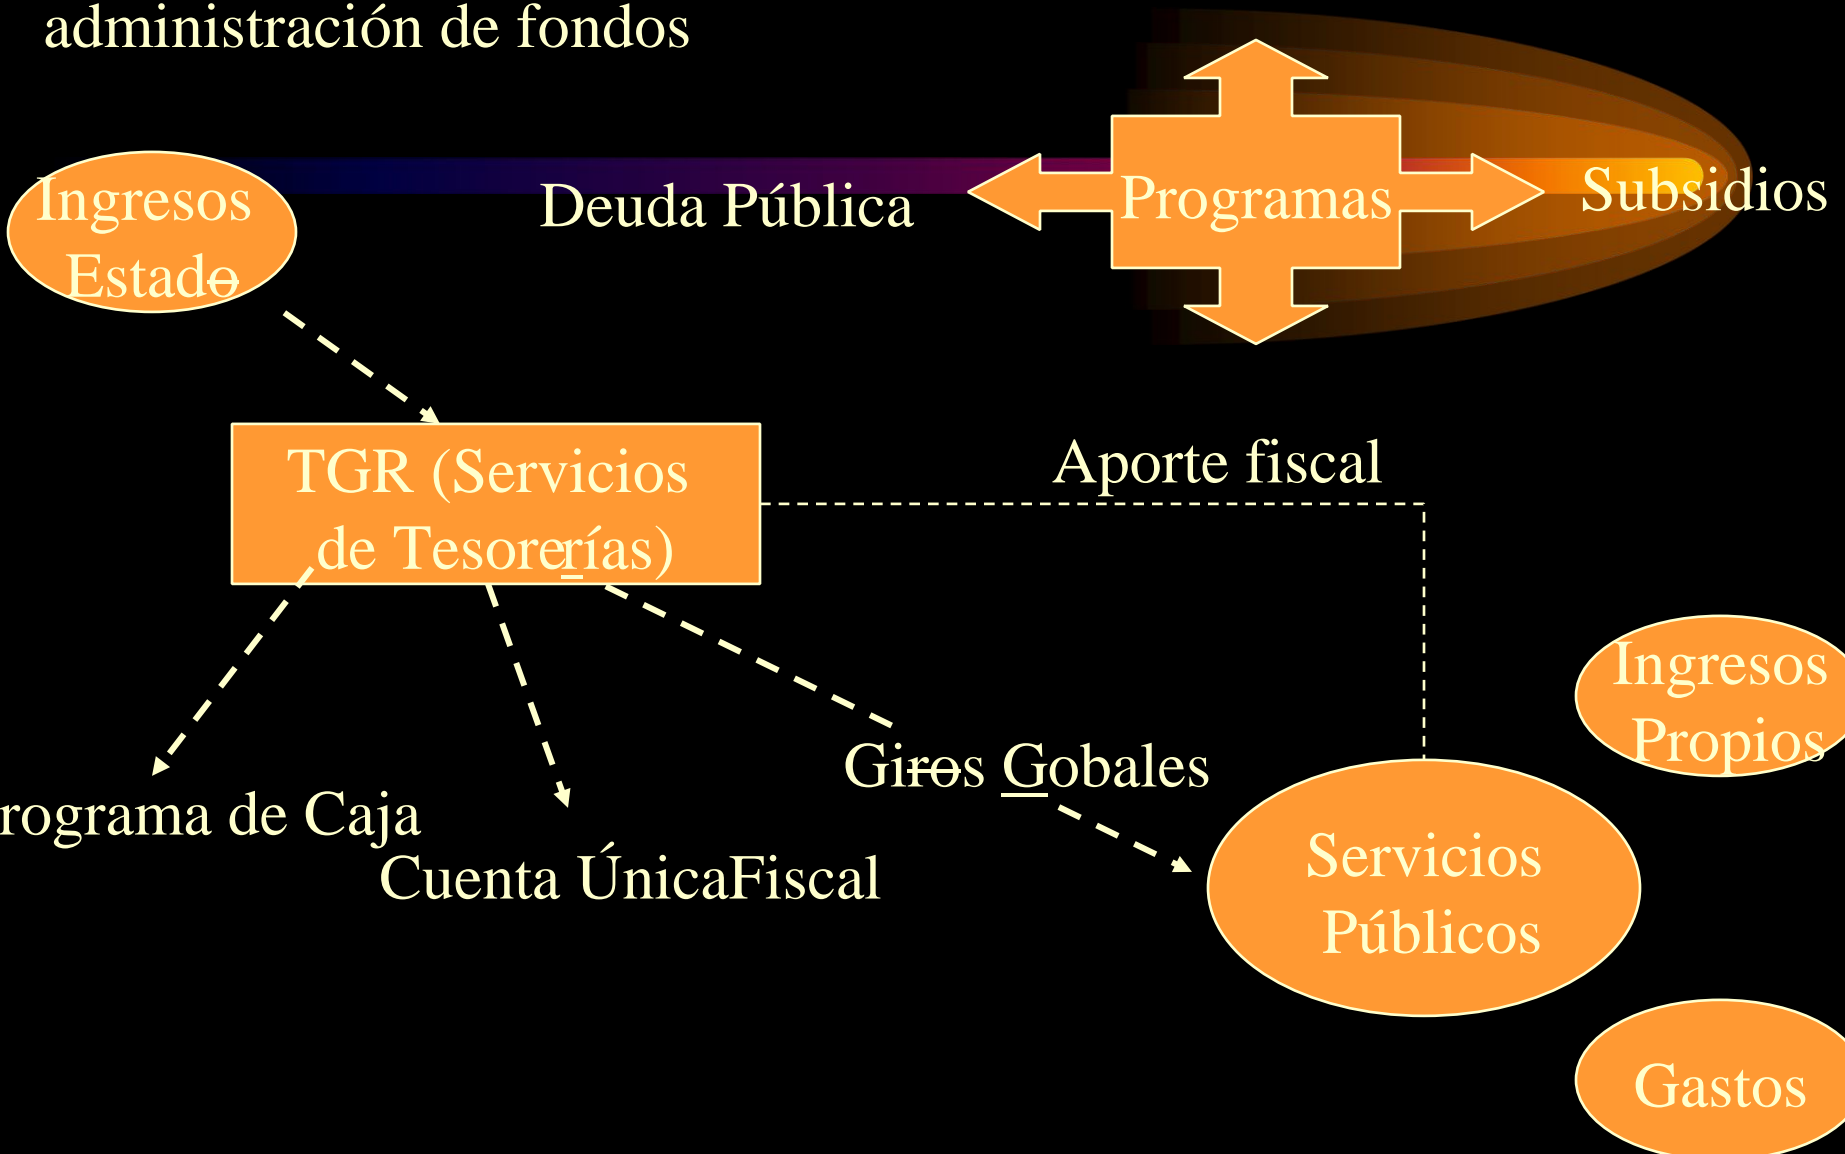 administración de fondos
Ingresos
Estado
Deuda Pública
Programas
Subsidios
TGR (Servicios
de Tesorerías)
Aporte fiscal
Ingresos
Propios
Giros Gobales
rograma de Caja
Cuenta ÚnicaFiscal
Servicios
Públicos
Gastos